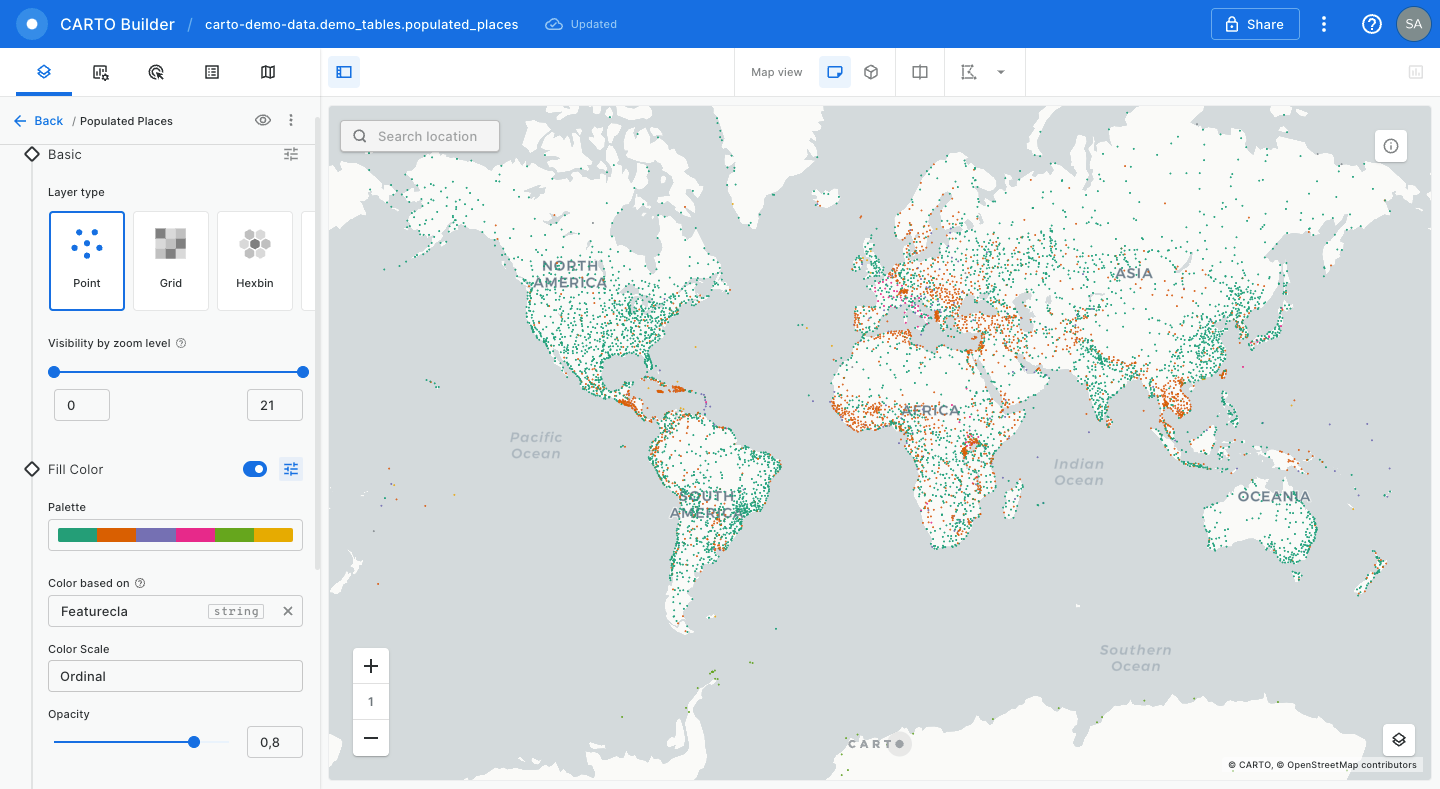 CARTO Builder / carto-demo-data.demo_tables.populated_places Updated Share SA
Map view
Back / Populated Places
Search location
Basic
Layer type
Point Grid Hexbin
Visibility by zoom level
0 21
Fill Color
Palette
Color based on
Featurecla string
Color Scale
Ordinal
Opacity
0,8
NORTH
AMERICA
ASIA
AFRICA
Pacific
Ocean
Indian
Ocean
SOUTH
AMERICA
OCEANIA
Southern
Ocean
1
CARTO
© CARTO, © OpenStreetMap contributors